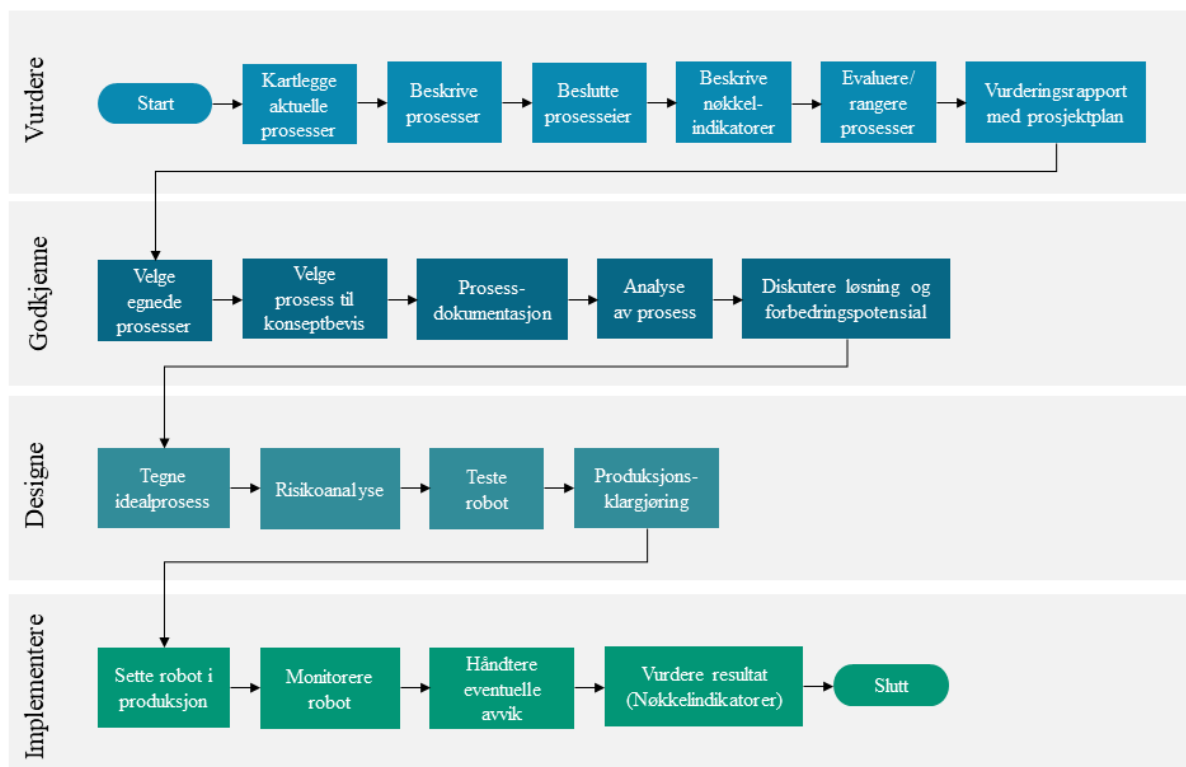 Vurdere
Start
Kartlegge
aktuelle
prosesser
Beskrive
prosesser
Beslutte
prosesseier
Beskrive
nøkkel-
indikatorer
Evaluere/
rangere
prosesser
Vurderingsrapport
med prosjektplan
Godkjenne
Velge
egnede
prosesser
Velge
prosess til
konseptbevis
Prosess-
dokumentasjon
Analyse
av prosess
Diskutere løsning og
forbedringspotensial
Designe
Tegne
idealprosess
Risikoanalyse
Teste
robot
Produksjons-
klargjøring
Implementere
Sette robot i
produksjon
Monitorere
robot
Håndtere
eventuelle
avvik
Vurdere resultat
(Nøkkelindikatorer)
Slutt